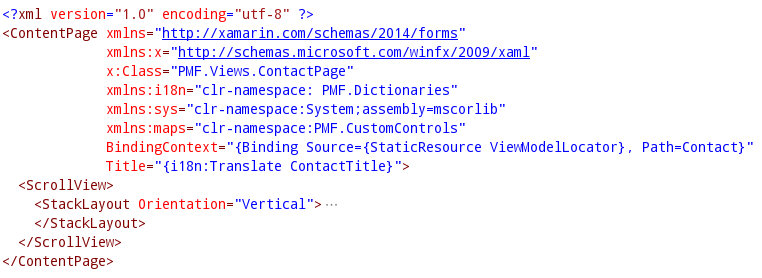 <?xml version="1.0" encoding="utf-8" ?>
<ContentPage xmlns="http://xamarin.com/schemas/2014/forms"
             xmlns:x="http://schemas.microsoft.com/winfx/2009/xaml"
             x:Class="PMF.Views.ContactPage"
             xmlns:i18n="clr-namespace: PMF.Dictionaries"
             xmlns:sys="clr-namespace:System;assembly=mscorlib"
             xmlns:maps="clr-namespace:PMF.CustomControls"
             BindingContext="{Binding Source={StaticResource ViewModelLocator}, Path=Contact}"
             Title="{i18n:Translate ContactTitle}">
  <ScrollView>
    <StackLayout Orientation="Vertical">...
    </StackLayout>
  </ScrollView>
</ContentPage>